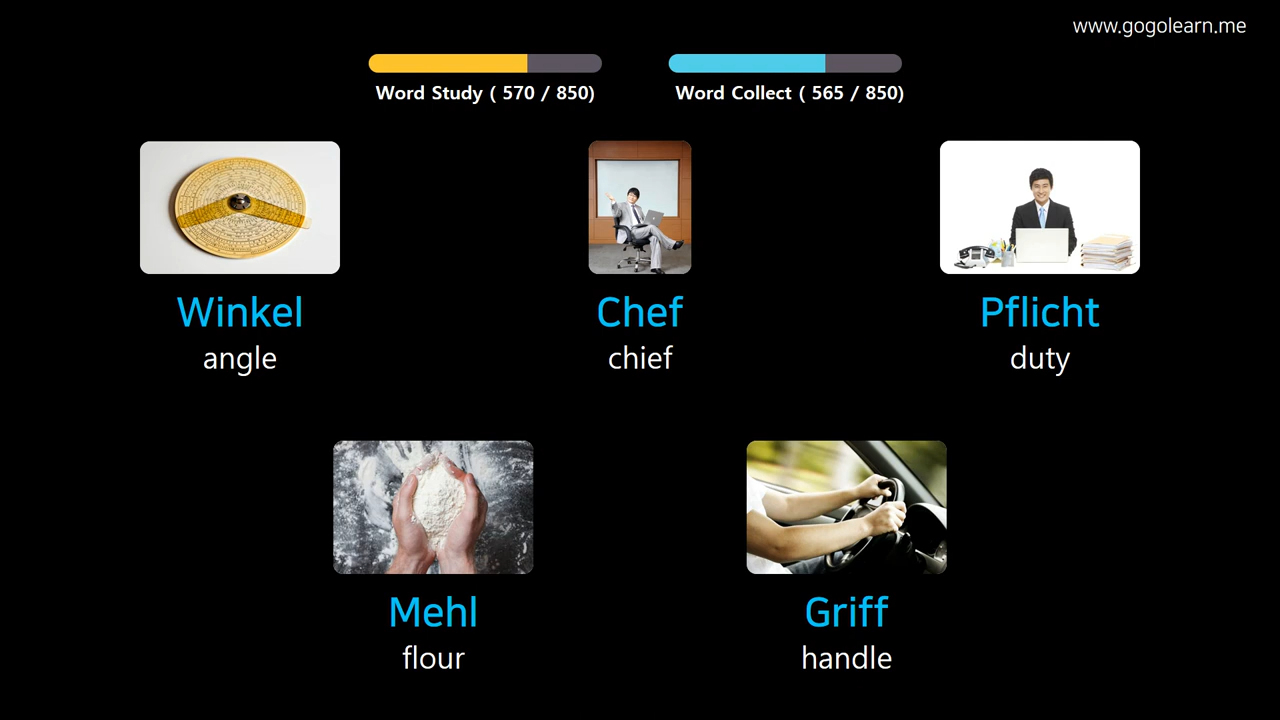 www.gogolearn.me
Word Study ( 570 / 850)
Word Collect ( 565 / 850)
Winkel
angle
Chef
chief
Pflicht
duty
Mehl
flour
Griff
handle